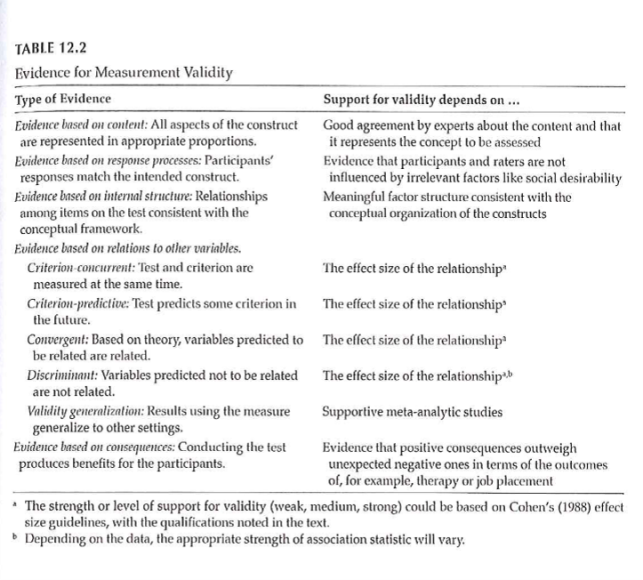 TABLE 12.2
Evidence for Measurement Validity
Type of Evidence Support for validity depends on ...
Evidence based on content: All aspects of the construct Good agreement by experts about the content and that
are represented in appropriate proportions. it represents the concept to be assessed
Evidence based on response processes: Participants' Evidence that participants and raters are not
responses match the intended construct. influenced by irrelevant factors like social desirability
Evidence based on internal structure: Relationships Meaningful factor structure consistent with the
among items on the test consistent with the conceptual organization of the constructs
conceptual framework.
Evidence based on relations to other variables.
Criterion-concurrent: Test and criterion are The effect size of the relationshipᵃ
measured at the same time.
Criterion-predictive: Test predicts some criterion in The effect size of the relationshipᵃ
the future.
Convergent: Based on theory, variables predicted to The effect size of the relationshipᵃ
be related are related.
Discriminant: Variables predicted not to be related The effect size of the relationshipᵃ,ᵇ
are not related.
Validity generalization: Results using the measure Supportive meta-analytic studies
generalize to other settings.
Evidence based on consequences: Conducting the test Evidence that positive consequences outweigh
produces benefits for the participants. unexpected negative ones in terms of the outcomes
of, for example, therapy or job placement
ᵃ The strength or level of support for validity (weak, medium, strong) could be based on Cohen's (1988) effect
size guidelines, with the qualifications noted in the text.
ᵇ Depending on the data, the appropriate strength of association statistic will vary.